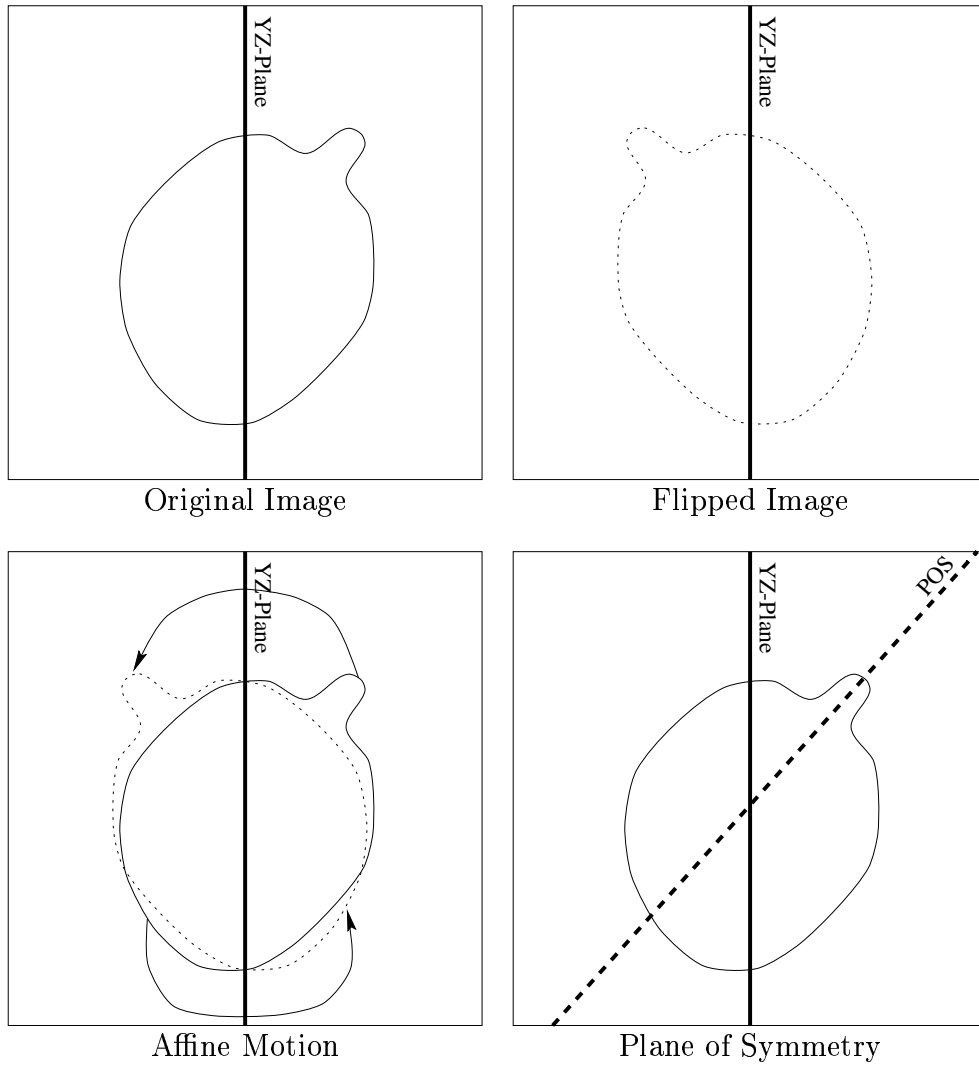 YZ-Plane
YZ-Plane
Original Image
Flipped Image
YZ-Plane
YZ-Plane
POS
Affine Motion
Plane of Symmetry